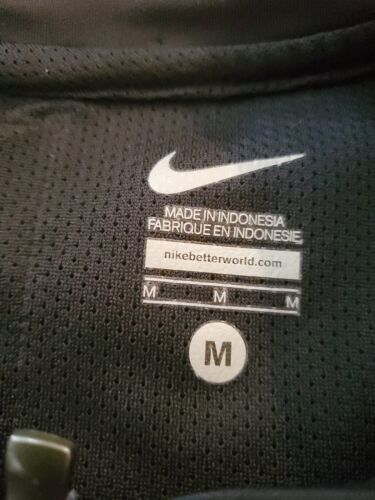 MADE IN INDONESIA
FABRIQUE EN INDONESIE
nikebetterworld.com
M M M
M